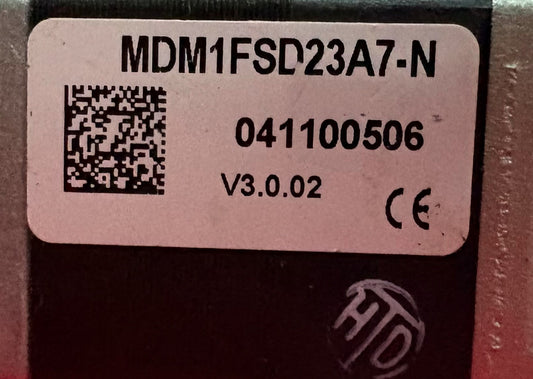 MDM1FSD23A7-N
041100506
V3.0.02
CE
HTD